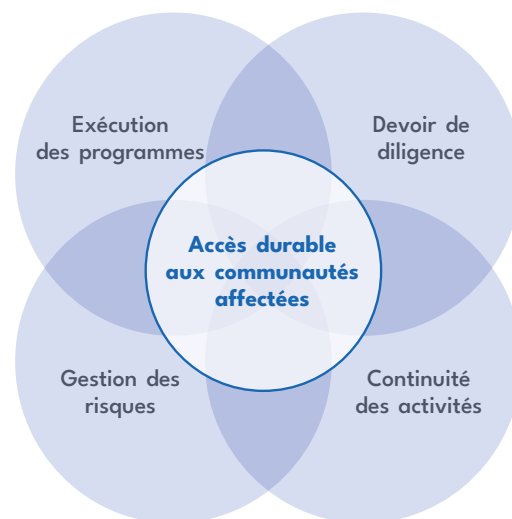 Exécution
des programmes
Devoir de
diligence
Accès durable
aux communautés
affectées
Gestion des
risques
Continuité
des activités